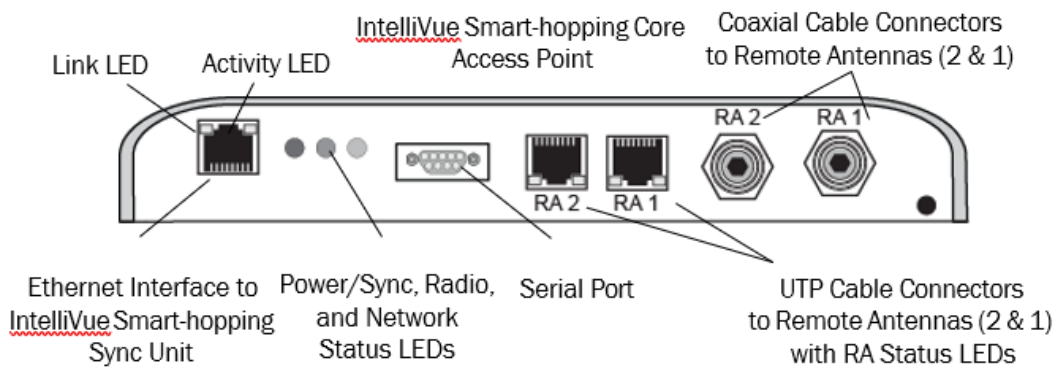 IntelliVue Smart-hopping Core
Access Point
Coaxial Cable Connectors
to Remote Antennas (2 & 1)
Link LED
Activity LED
RA 2
RA 1
RA 2
RA 1
Ethernet Interface to
IntelliVue Smart-hopping
Sync Unit
Power/Sync, Radio,
and Network
Status LEDs
Serial Port
UTP Cable Connectors
to Remote Antennas (2 & 1)
with RA Status LEDs